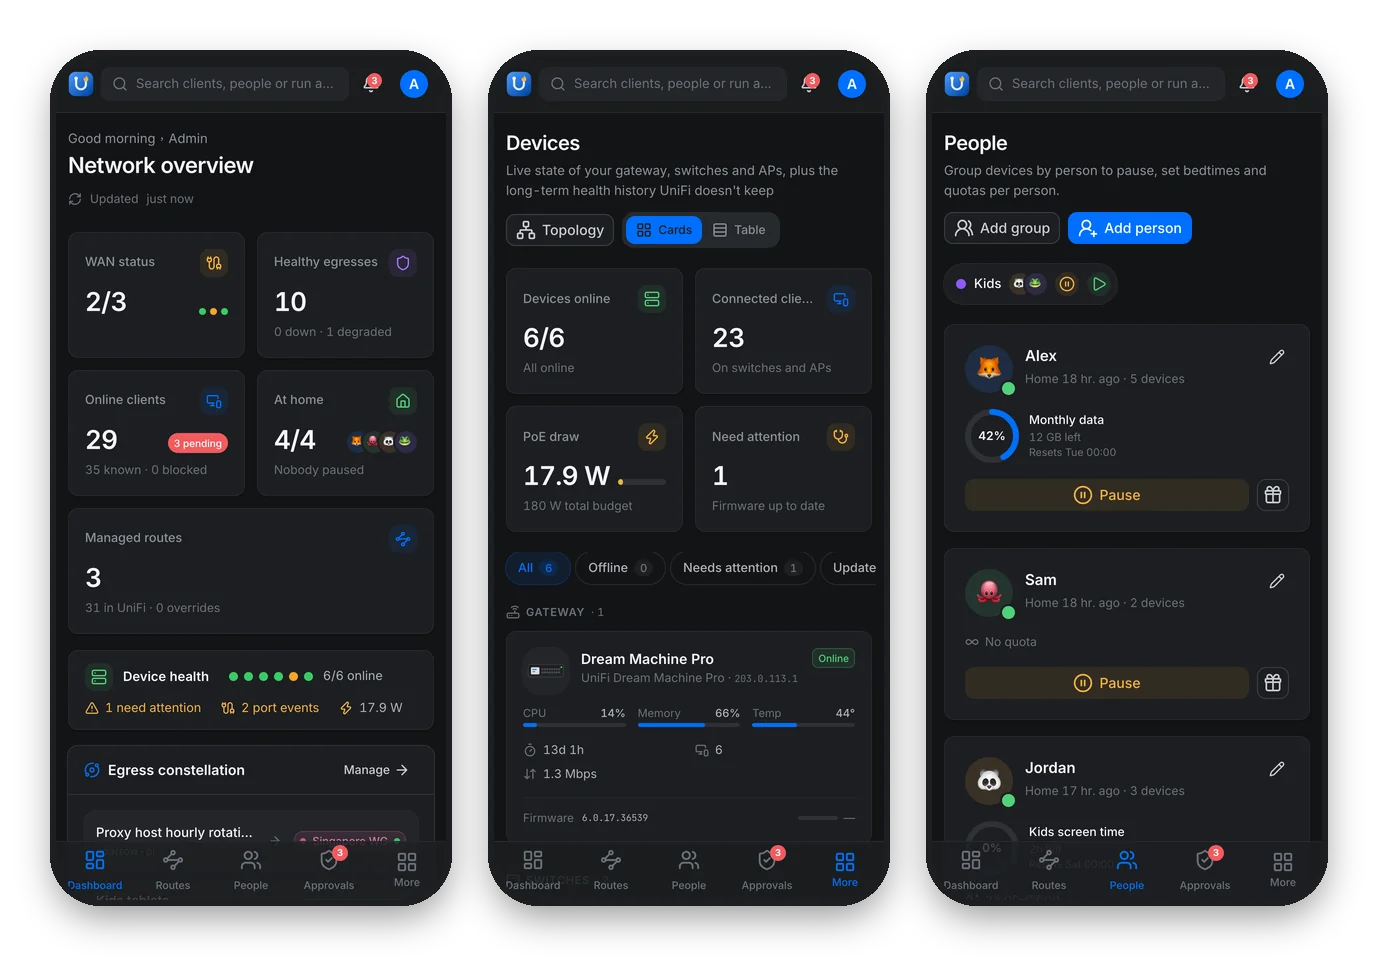 Search clients, people or run a...
3
A
Good morning › Admin
Network overview
Updated just now
WAN status
2/3
Healthy egresses
10
0 down · 1 degraded
Online clients
29
3 pending
35 known · 0 blocked
At home
4/4
Nobody paused
Managed routes
3
31 in UniFi · 0 overrides
Device health
6/6 online
1 need attention
2 port events
17.9 W
Egress constellation
Manage →
Proxy host hourly rotati...
→
Singapore WG
Kids tablets
Dashboard
Routes
People
3
Approvals
More
Search clients, people or run a...
3
A
Devices
Live state of your gateway, switches and APs, plus the
long-term health history UniFi doesn't keep
Topology
Cards
Table
Devices online
6/6
All online
Connected clie...
23
On switches and APs
PoE draw
17.9 W
180 W total budget
Need attention
1
Firmware up to date
All 6
Offline 0
Needs attention 1
Update
GATEWAY · 1
Dream Machine Pro
Online
UniFi Dream Machine Pro · 203.0.113.1
CPU 14%
Memory 66%
Temp 44°
13d 1h
6
1.3 Mbps
Firmware 6.0.17.36539
—
SWITCHES
Dashboard
Routes
People
3
Approvals
More
Search clients, people or run a...
3
A
People
Group devices by person to pause, set bedtimes and
quotas per person.
Add group
Add person
Kids
Alex
Home 18 hr. ago · 5 devices
42%
Monthly data
12 GB left
Resets Tue 00:00
Pause
Sam
Home 18 hr. ago · 2 devices
No quota
Pause
Jordan
Home 17 hr. ago · 3 devices
0%
Kids screen time
Dashboard
Routes
People
3
Approvals
More